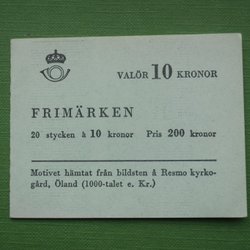 VALÖR 10 KRONOR
FRIMÄRKEN
20 stycken à 10 kronor Pris 200 kronor
Motivet hämtat från bildsten å Resmo kyrko-
gård, Öland (1000-talet e. Kr.)